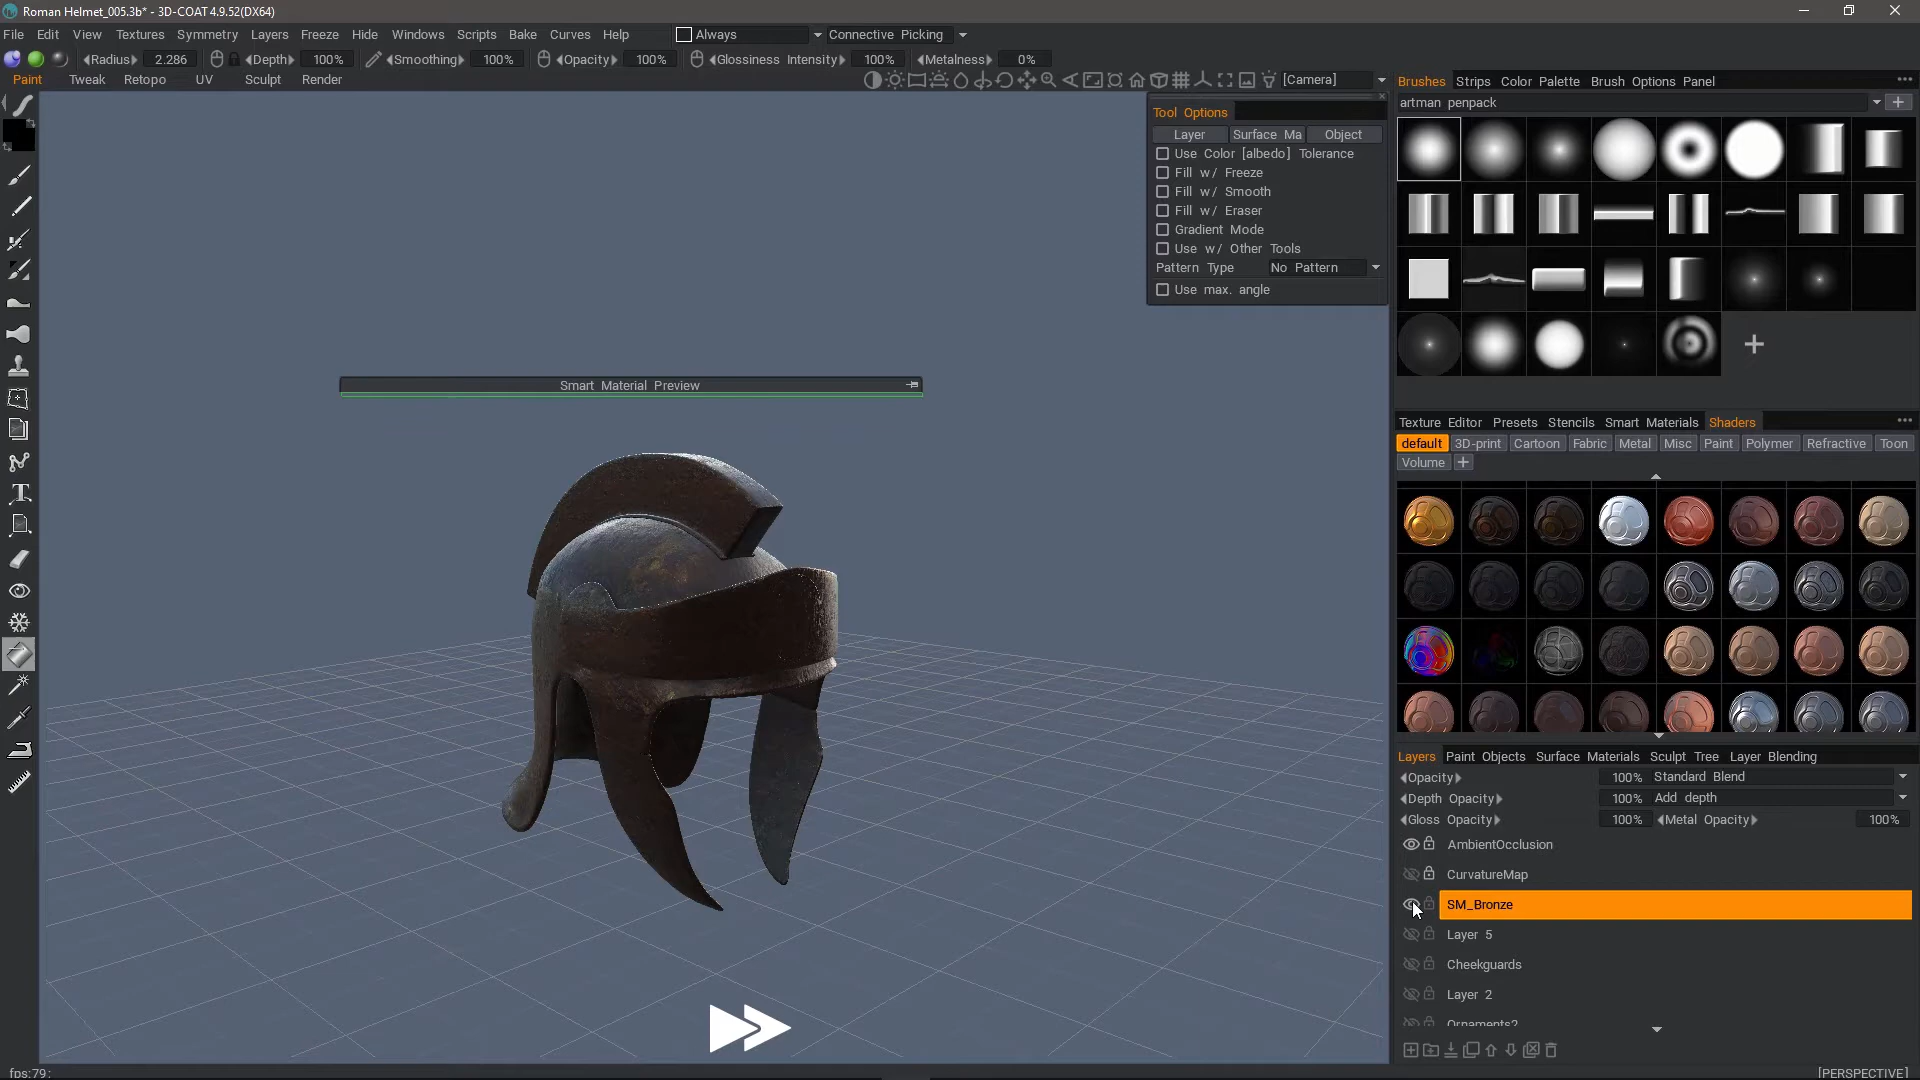 Roman Helmet_005.3b* - 3D-COAT 4.9.52(DX64)
File Edit View Textures Symmetry Layers Freeze Hide Windows Scripts Bake Curves Help Always Connective Picking
Radius 2.286 Depth 100% Smoothing 100% Opacity 100% Glossiness Intensity 100% Metalness 0%
Paint Tweak Retopo UV Sculpt Render [Camera]
Brushes Strips Color Palette Brush Options Panel
artman penpack
Tool Options
Layer Surface Ma Object
Use Color [albedo] Tolerance
Fill w/ Freeze
Fill w/ Smooth
Fill w/ Eraser
Gradient Mode
Use w/ Other Tools
Pattern Type No Pattern
Use max. angle
Smart Material Preview
Texture Editor Presets Stencils Smart Materials Shaders
default 3D-print Cartoon Fabric Metal Misc Paint Polymer Refractive Toon
Volume
Layers Paint Objects Surface Materials Sculpt Tree Layer Blending
Opacity 100% Standard Blend
Depth Opacity 100% Add depth
Gloss Opacity 100% Metal Opacity 100%
AmbientOcclusion
CurvatureMap
SM_Bronze
Layer 5
Cheekguards
Layer 2
Ornaments2
fps:79:
[PERSPECTIVE]